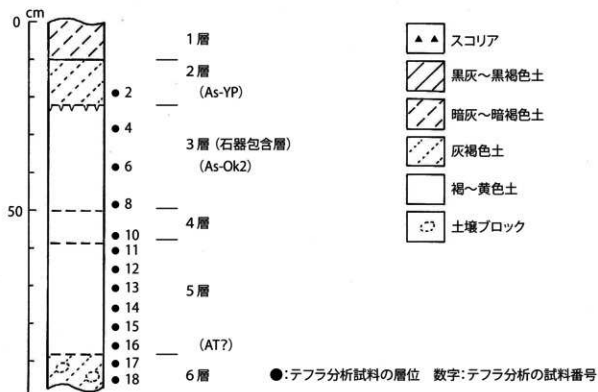 cm
0
1層
2層
(As-YP)
2
4
3層(石器包含層)
6
(As-Ok2)
8
50
4層
10
11
12
13
5層
14
15
16
(AT?)
17
18
6層
スコリア
黒灰~黒褐色土
暗灰~暗褐色土
灰褐色土
褐~黄色土
土壌ブロック
●:テフラ分析試料の層位 数字:テフラ分析の試料番号